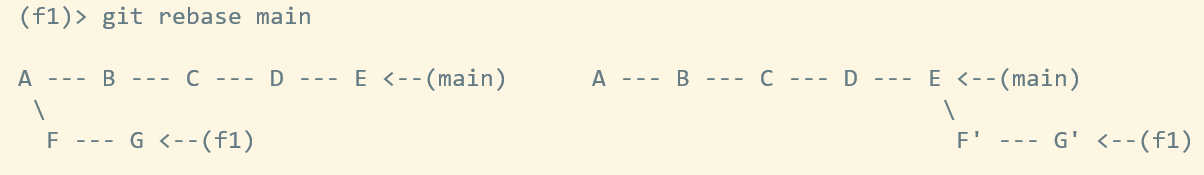 (f1)> git rebase main
A --- B --- C --- D --- E <--(main)      A --- B --- C --- D --- E <--(main)
 \                                                                \
  F --- G <--(f1)                                                  F' --- G' <--(f1)